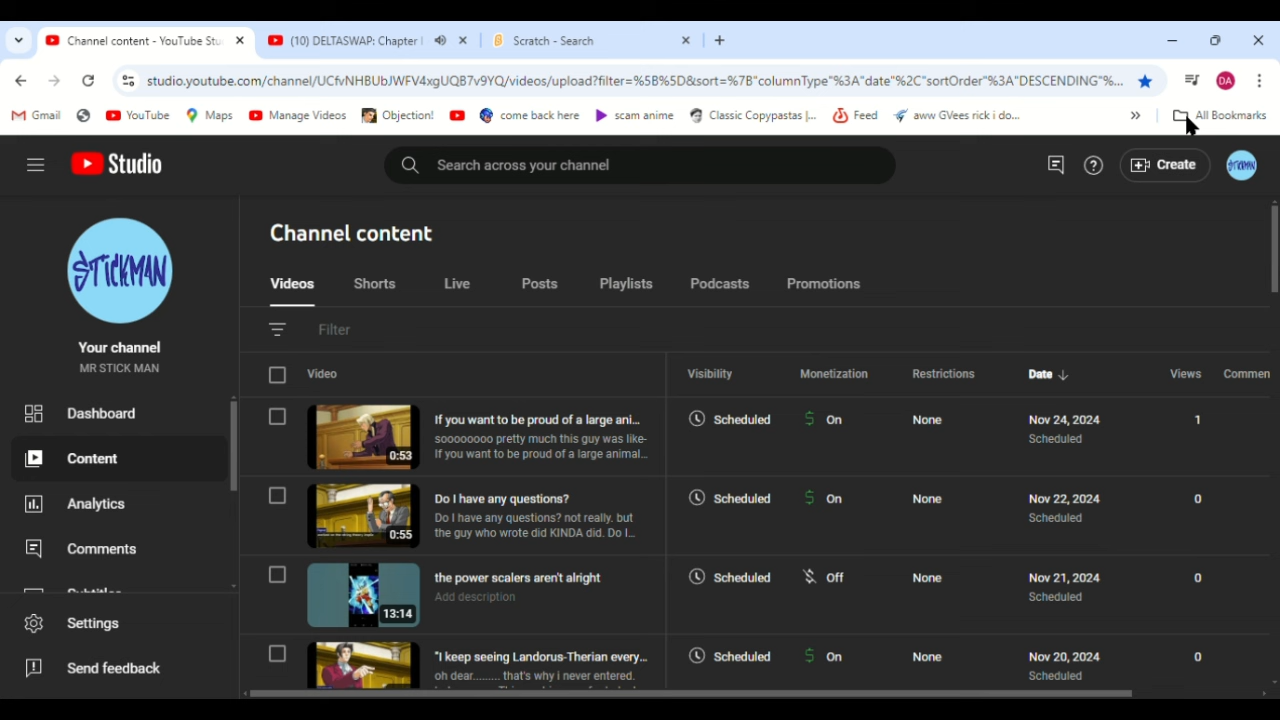 Channel content - YouTube Stu
(10) DELTASWAP: Chapter
Scratch - Search
studio.youtube.com/channel/UCfvNHBUbJWFV4xgUQB7v9YQ/videos/upload?filter=%5B%5D&sort=%7B"columnType"%3A"date"%2C"sortOrder"%3A"DESCENDING"%...
DA
Gmail YouTube Maps Manage Videos Objection! come back here scam anime Classic Copypastas |... Feed aww GVees rick i do... » All Bookmarks
Studio
Search across your channel
Create
STICKMAN
STICKMAN
Your channel
MR STICK MAN
Dashboard
Content
Analytics
Comments
Subtitles
Settings
Send feedback
Channel content
Videos Shorts Live Posts Playlists Podcasts Promotions
Filter
Video Visibility Monetization Restrictions Date Views Commen
0:53
If you want to be proud of a large ani... Scheduled $ On None Nov 24, 2024 1
sooooooooo pretty much this guy was like- Scheduled
If you want to be proud of a large animal...
0:55
Do I have any questions? Scheduled $ On None Nov 22, 2024 0
Do I have any questions? not really. but Scheduled
the guy who wrote did KINDA did. Do I...
13:14
the power scalers aren't alright Scheduled Off None Nov 21, 2024 0
Add description Scheduled
"I keep seeing Landorus-Therian every... Scheduled $ On None Nov 20, 2024 0
oh dear......... that's why i never entered. Scheduled